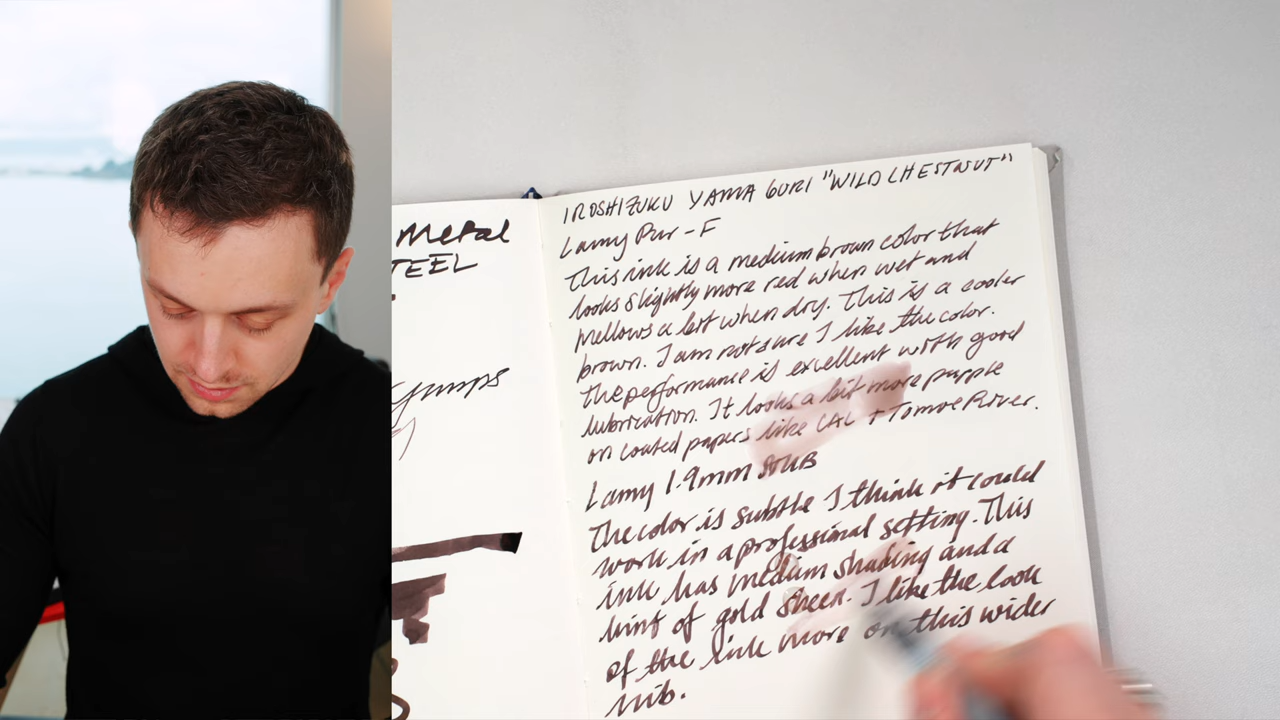 Metal
TEEL
IROSHIZUKU YAMA GURI "WILD CHESTNUT"
Lamy Pur - F
This ink is a medium brown color that
looks slightly more red when wet and
mellows a bit when dry. This is a cooler
brown. I am not sure I like the color.
the performance is excellent with good
lubrication. It looks a bit more purple
on coated papers like CAL + Tomoe River.
Lamy 1.9mm STUB
The color is subtle I think it could
work in a professional setting. This
ink has medium shading and a
hint of gold sheen. I like the look
of the ink more on this wider
nib.